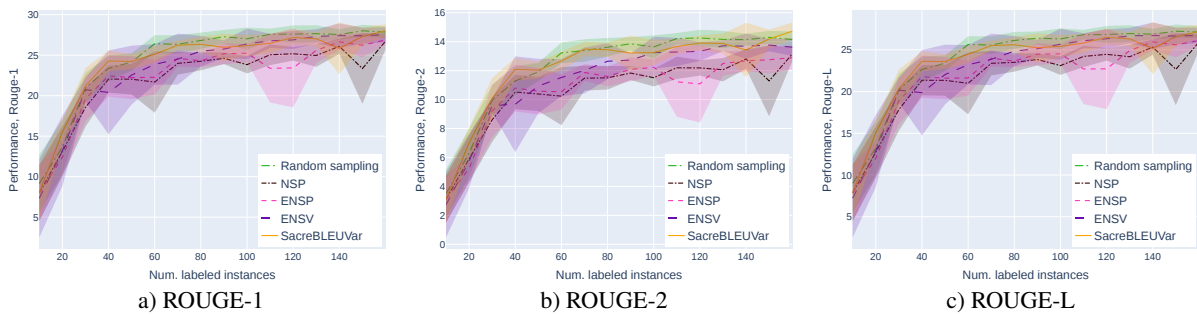 Performance, Rouge-1
30
25
20
15
10
5
20
40
60
80
100
120
140
Num. labeled instances
Random sampling
NSP
ENSP
ENSV
SacreBLEUVar
a) ROUGE-1
Performance, Rouge-2
16
14
12
10
8
6
4
2
0
20
40
60
80
100
120
140
Num. labeled instances
Random sampling
NSP
ENSP
ENSV
SacreBLEUVar
b) ROUGE-2
Performance, Rouge-L
25
20
15
10
5
20
40
60
80
100
120
140
Num. labeled instances
Random sampling
NSP
ENSP
ENSV
SacreBLEUVar
c) ROUGE-L